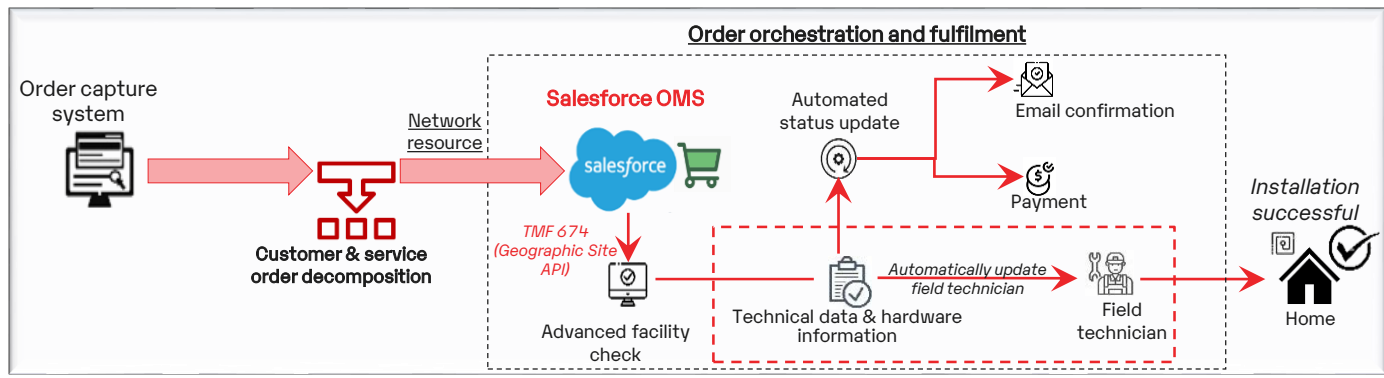 Order orchestration and fulfilment
Order capture
system
Network
resource
Customer & service
order decomposition
Salesforce OMS
salesforce
TMF 674
(Geographic Site
API)
Advanced facility
check
Automated
status update
Email confirmation
$
Payment
Technical data & hardware
information
Automatically update
field technician
Field
technician
Installation
successful
Home